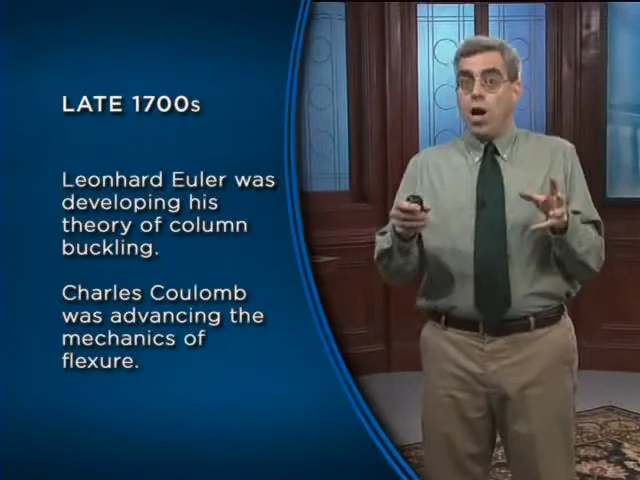 LATE 1700s
Leonhard Euler was
developing his
theory of column
buckling.
Charles Coulomb
was advancing the
mechanics of
flexure.